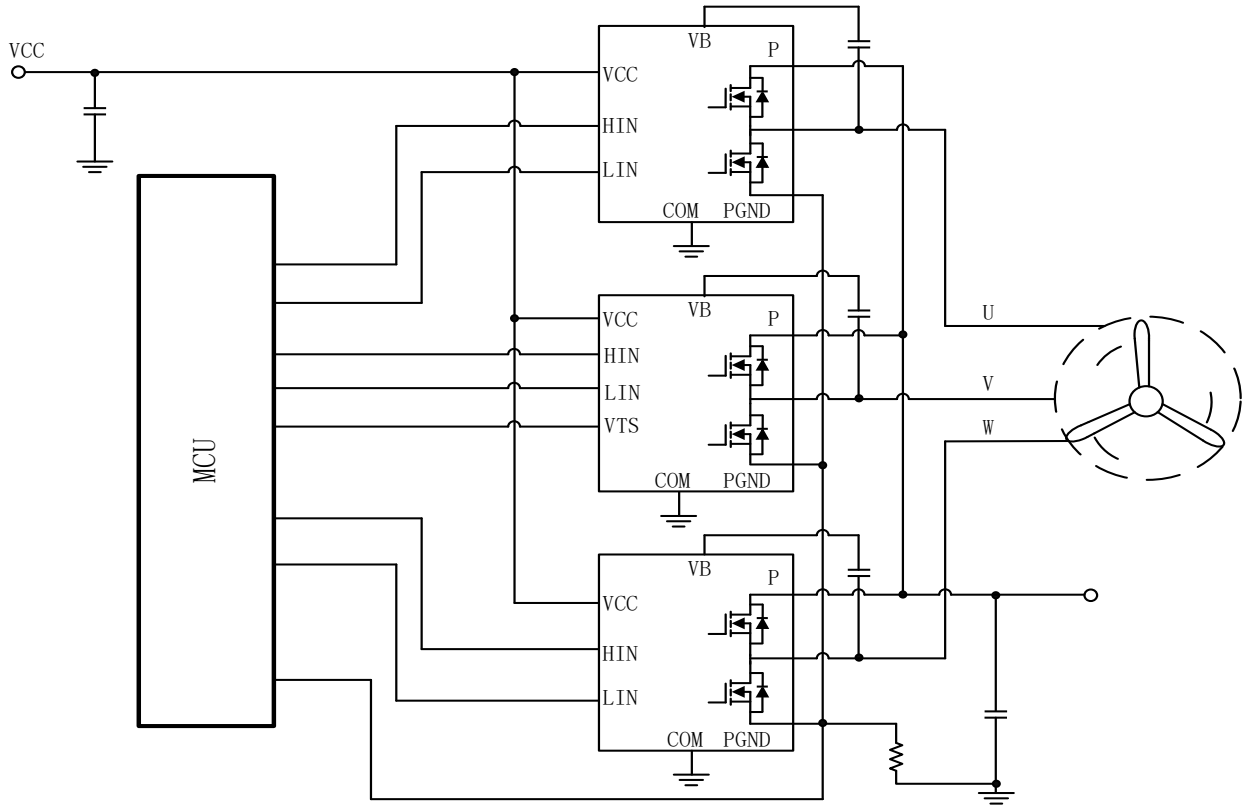 VCC
VB
P
VCC
HIN
LIN
COM PGND
VB
P
VCC
HIN
LIN
VTS
COM PGND
VB
P
VCC
HIN
LIN
COM PGND
MCU
U
V
W